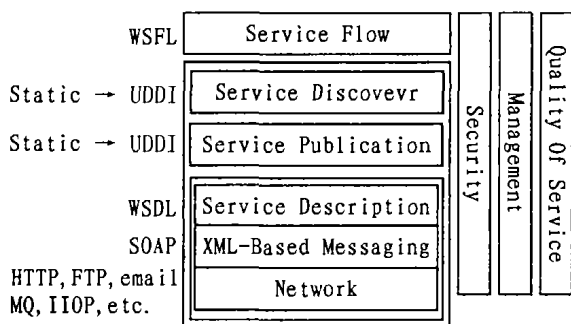 WSFL Service Flow
Static → UDDI Service Discovevr
Static → UDDI Service Publication
WSDL Service Description
SOAP XML-Based Messaging
HTTP, FTP, email
MQ, IIOP, etc.
Network
Security
Management
Quality Of Service